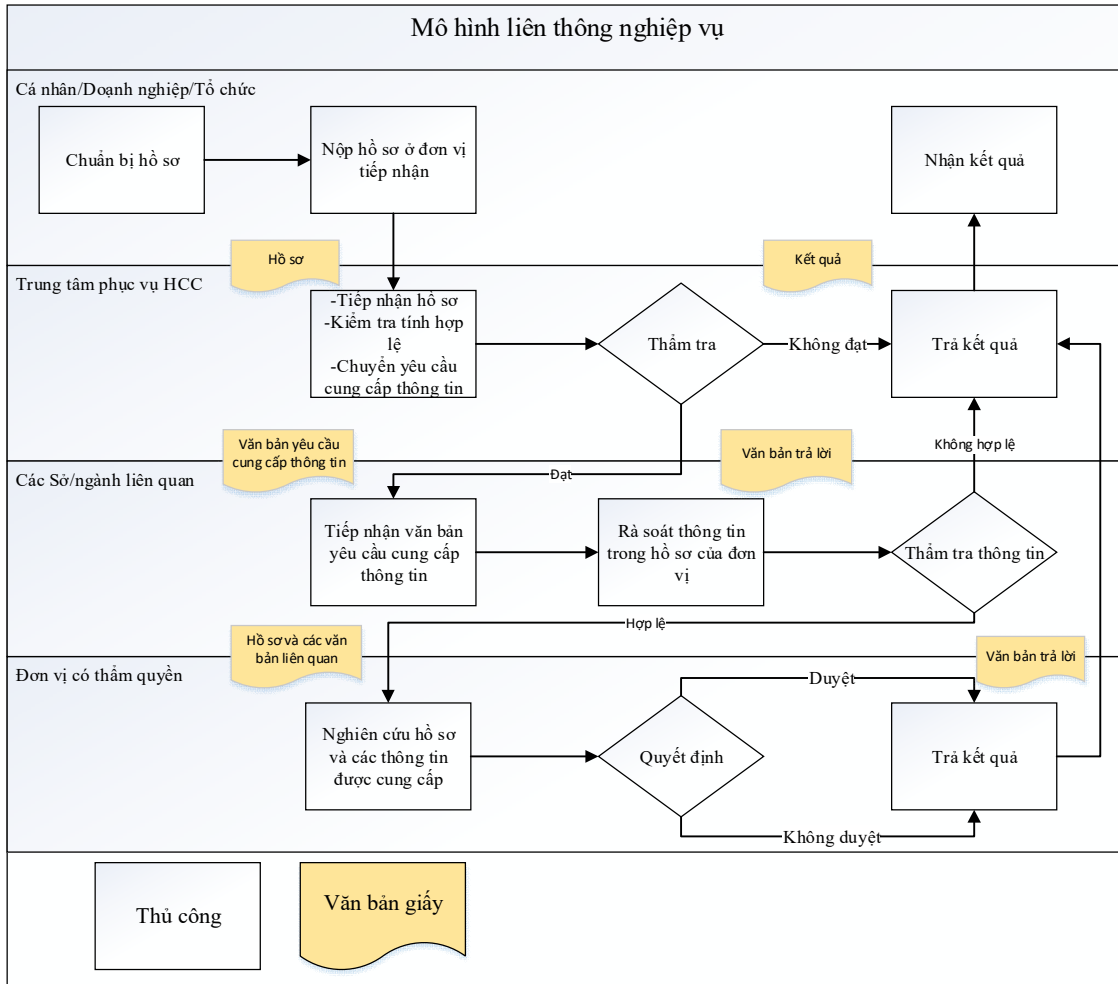 Mô hình liên thông nghiệp vụ
Cá nhân/Doạnh nghiệp/Tổ chức
Chuẩn bị hồ sơ
Nộp hồ sơ ở đơn vị
tiếp nhận
Nhận kết quả
Hồ sơ
Kết quả
Trung tâm phục vụ HCC
-Tiếp nhận hồ sơ
-Kiểm tra tính hợp
lệ
-Chuyển yêu cầu
cung cấp thông tin
Thẩm tra
Không đạt
Trả kết quả
Văn bản yêu cầu
cung cấp thông tin
Văn bản trả lời
Không hợp lệ
Các Sở/ngành liên quan
Đạt
Tiếp nhận văn bản
yêu cầu cung cấp
thông tin
Rà soát thông tin
trong hồ sơ của đơn
vị
Thẩm tra thông tin
Hợp lệ
Hồ sơ và các văn
bản liên quan
Văn bản trả lời
Đơn vị có thẩm quyền
Duyệt
Nghiên cứu hồ sơ
và các thông tin
được cung cấp
Quyết định
Trả kết quả
Không duyệt
Thủ công
Văn bản giấy